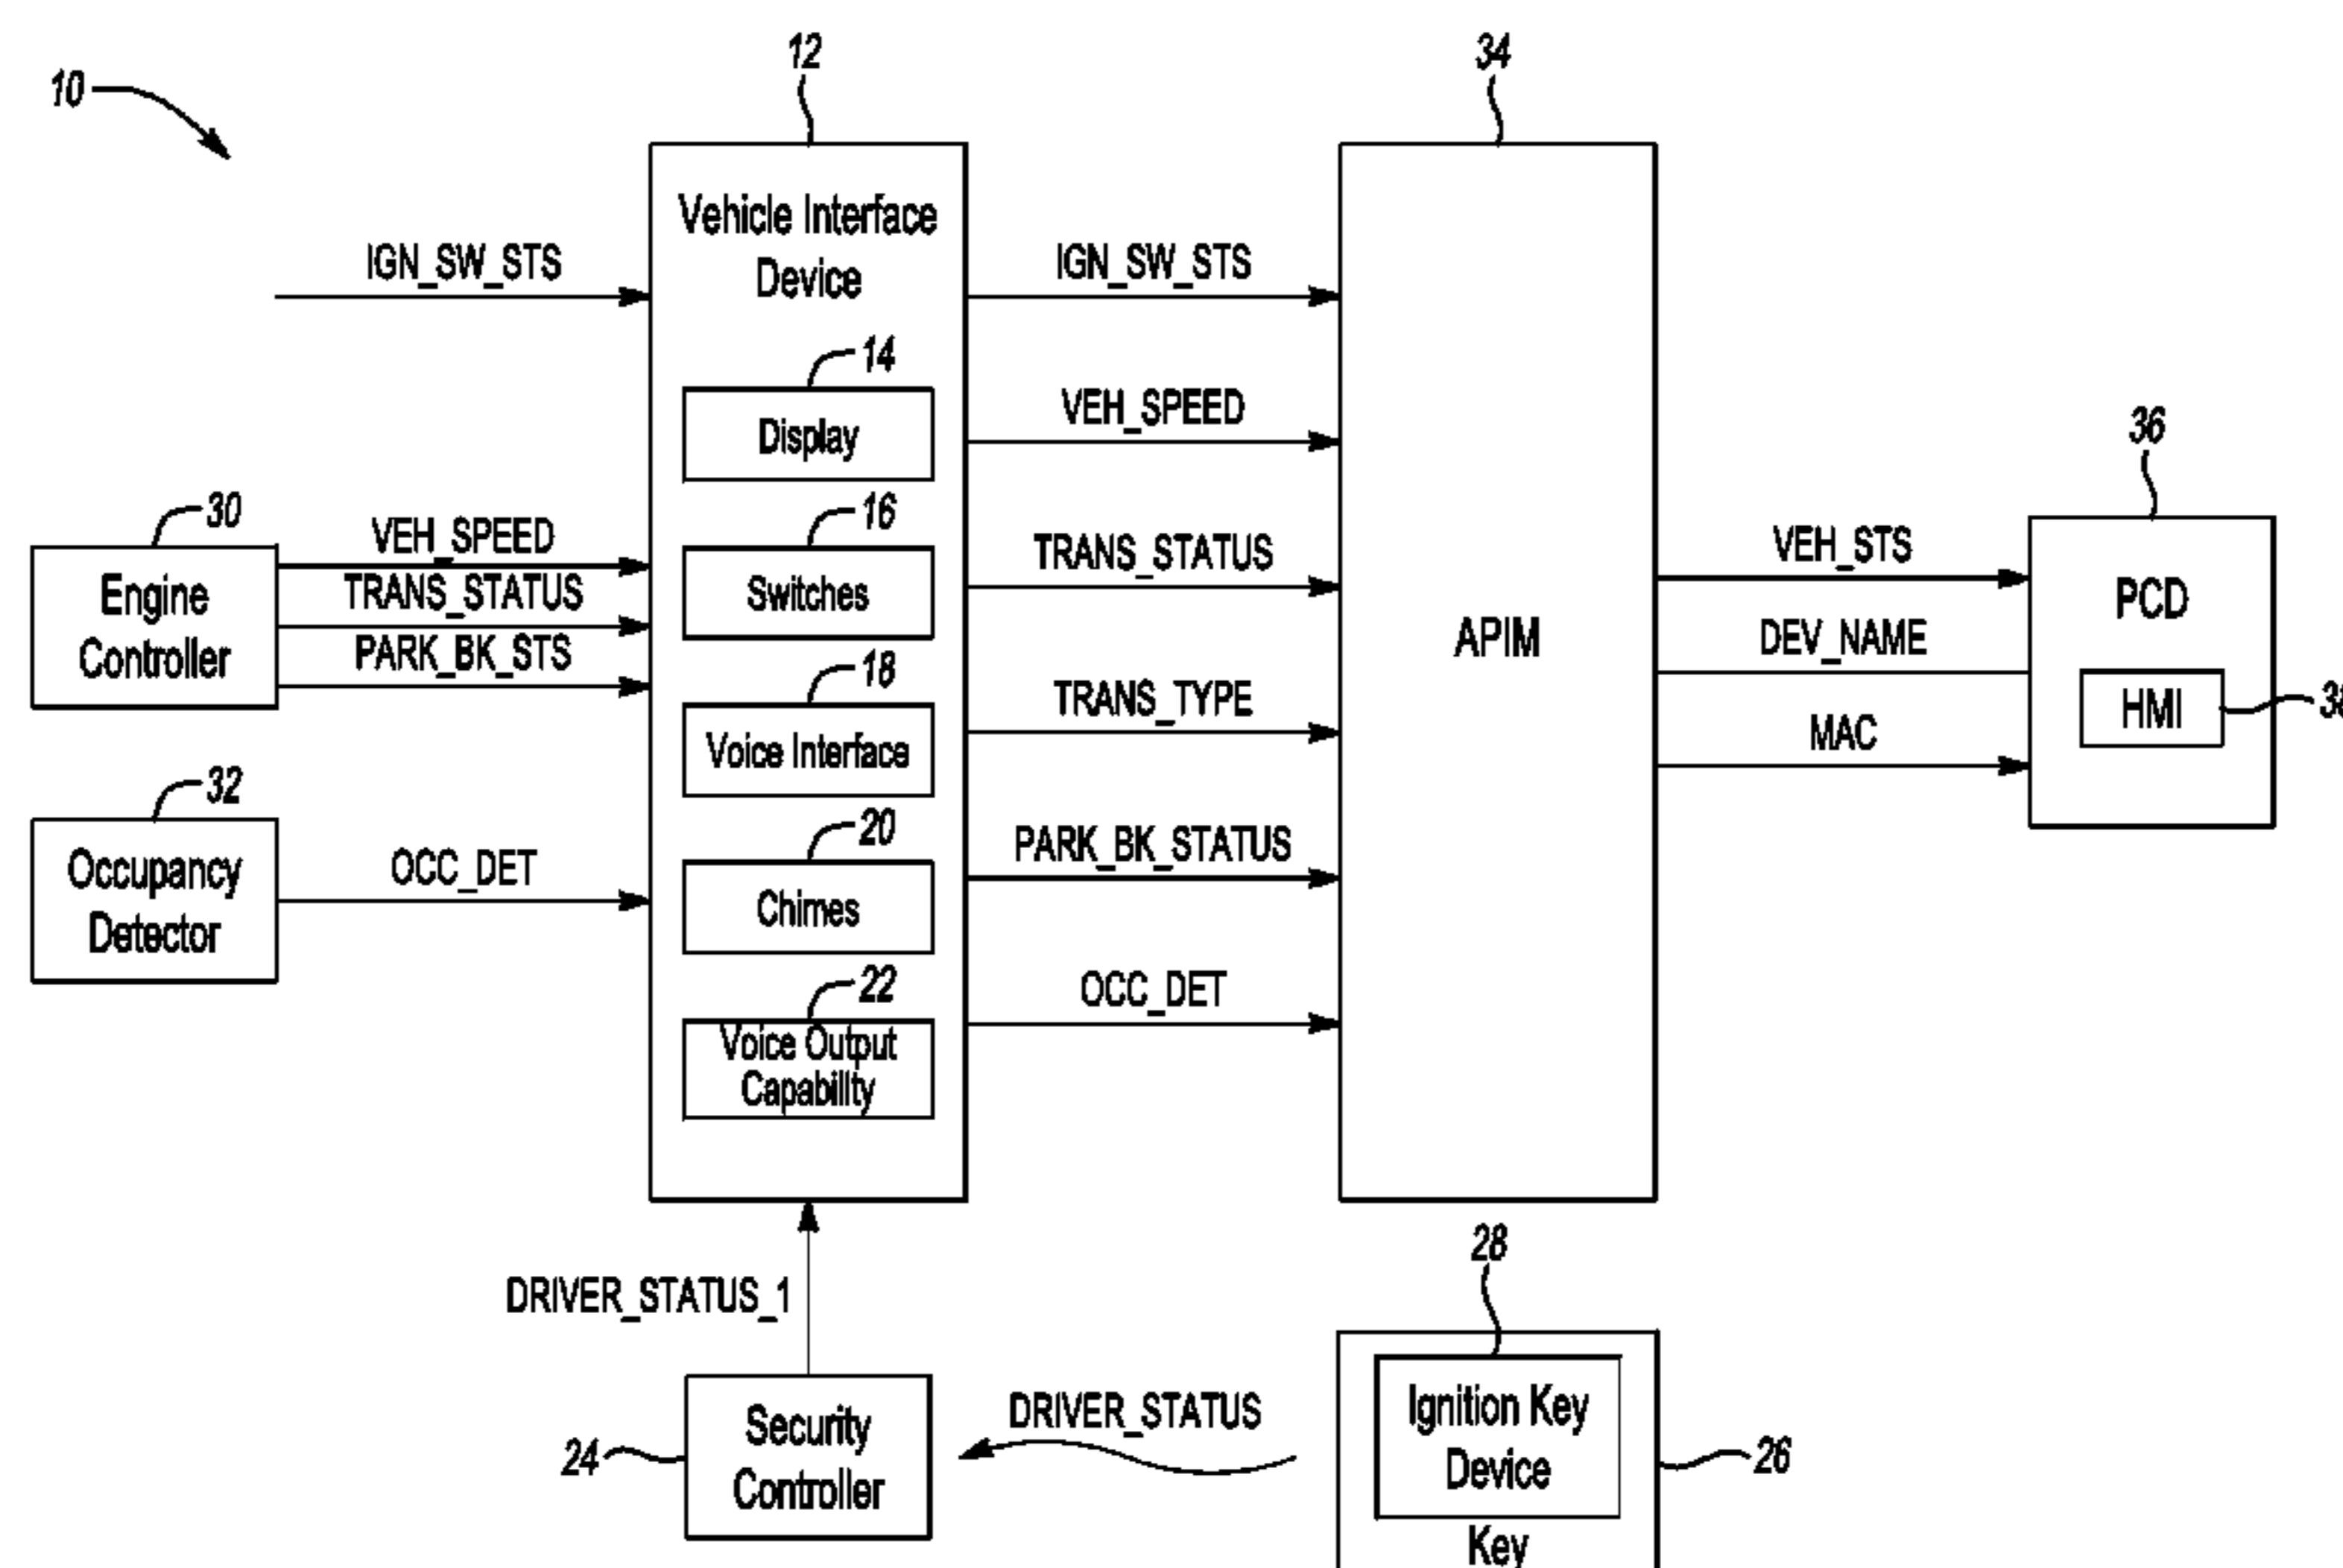 10
12
34
Vehicle Interface
Device
IGN_SW_STS
IGN_SW_STS
14
Display
VEH_SPEED
36
30
16
Engine
Controller
VEH_SPEED
TRANS_STATUS
PARK_BK_STS
Switches
TRANS_STATUS
APIM
VEH_STS
DEV_NAME
MAC
PCD
HMI
18
Voice Interface
TRANS_TYPE
32
Occupancy
Detector
OCC_DET
20
Chimes
PARK_BK_STATUS
22
Voice Output
Capability
OCC_DET
DRIVER_STATUS_1
28
24
Security
Controller
DRIVER_STATUS
Ignition Key
Device
Key
26